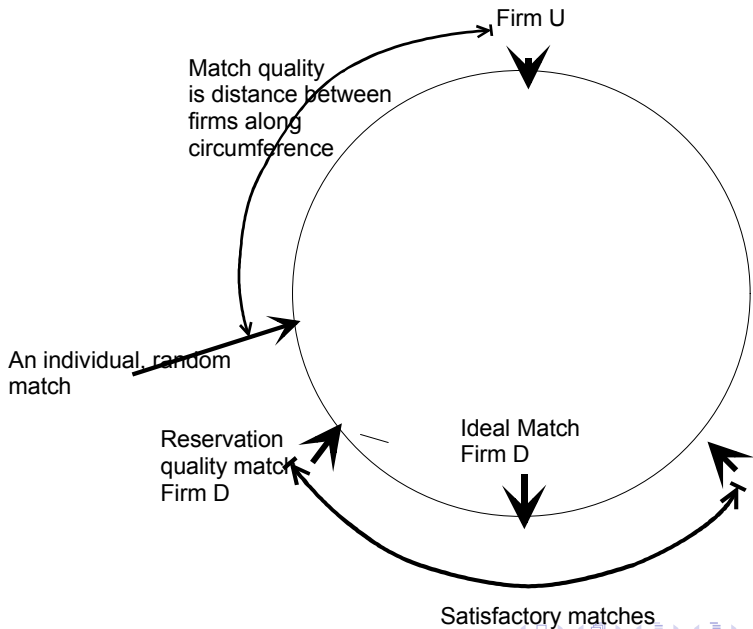 Firm U
Match quality
is distance between
firms along
circumference
An individual, random
match
Reservation
quality match
Firm D
Ideal Match
Firm D
Satisfactory matches